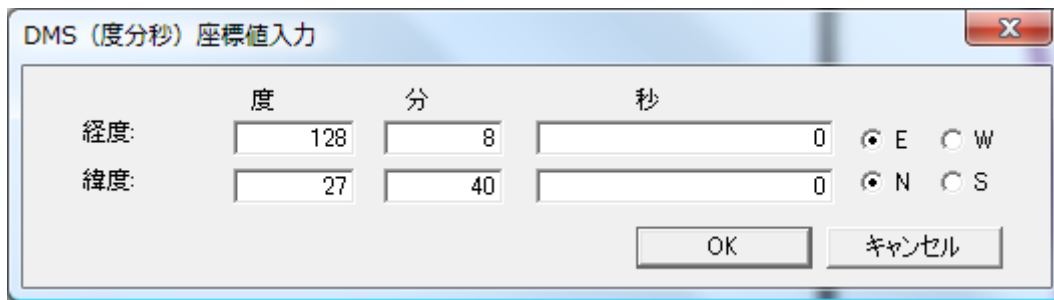 DMS（度分秒）座標値入力
度 分 秒
経度: 128 8 0 E W
緯度: 27 40 0 N S
OK キャンセル